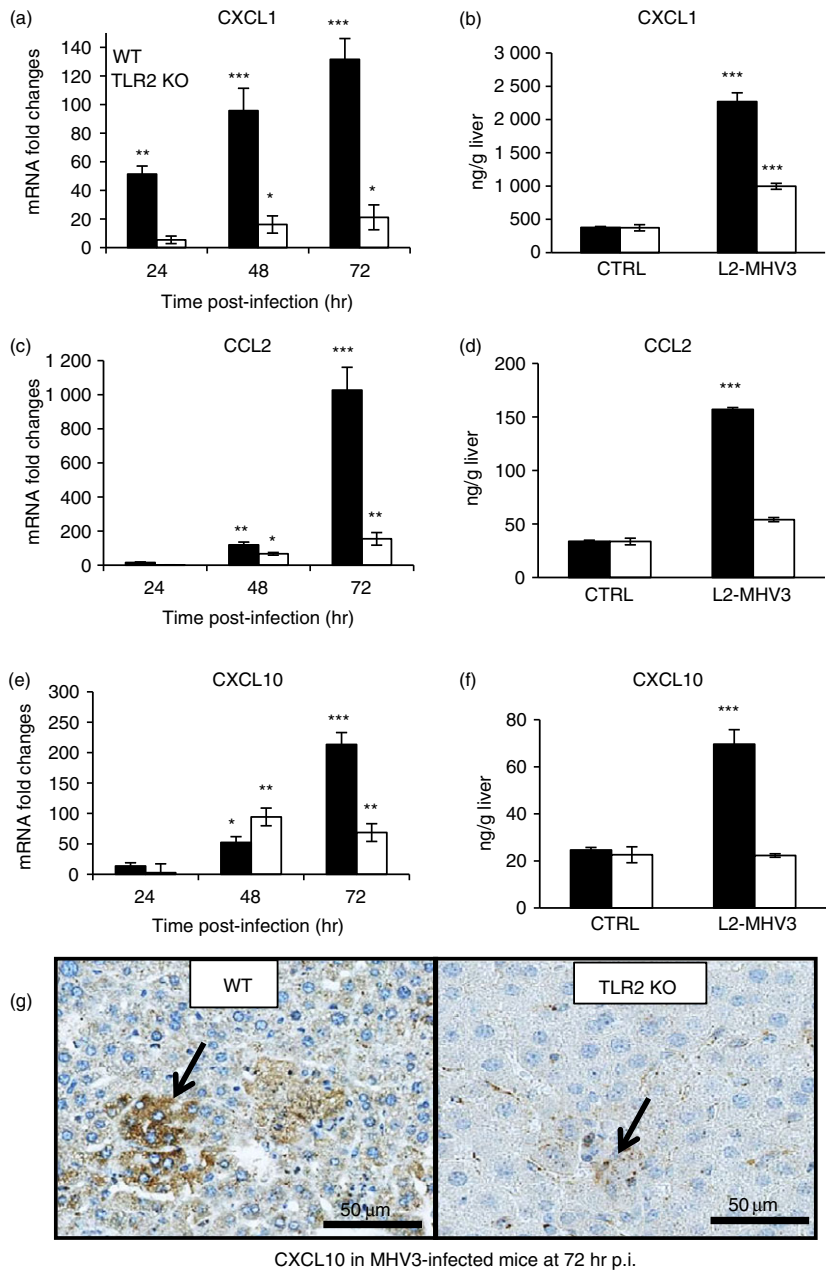 (a)
CXCL1
mRNA fold changes
140
120
100
80
60
40
20
0
WT
TLR2 KO
**
***
*
***
*
24
48
72
Time post-infection (hr)
(b)
CXCL1
ng/g liver
3 000
2 500
2 000
1 500
1 000
500
0
***
***
CTRL
L2-MHV3
(c)
CCL2
mRNA fold changes
1 200
1 000
800
600
400
200
0
**
*
***
**
24
48
72
Time post-infection (hr)
(d)
CCL2
ng/g liver
200
150
100
50
0
***
CTRL
L2-MHV3
(e)
CXCL10
mRNA fold changes
300
250
200
150
100
50
0
*
**
***
**
24
48
72
Time post-infection (hr)
(f)
CXCL10
ng/g liver
80
60
40
20
0
***
CTRL
L2-MHV3
(g)
WT
50 µm
TLR2 KO
50 µm
CXCL10 in MHV3-infected mice at 72 hr p.i.